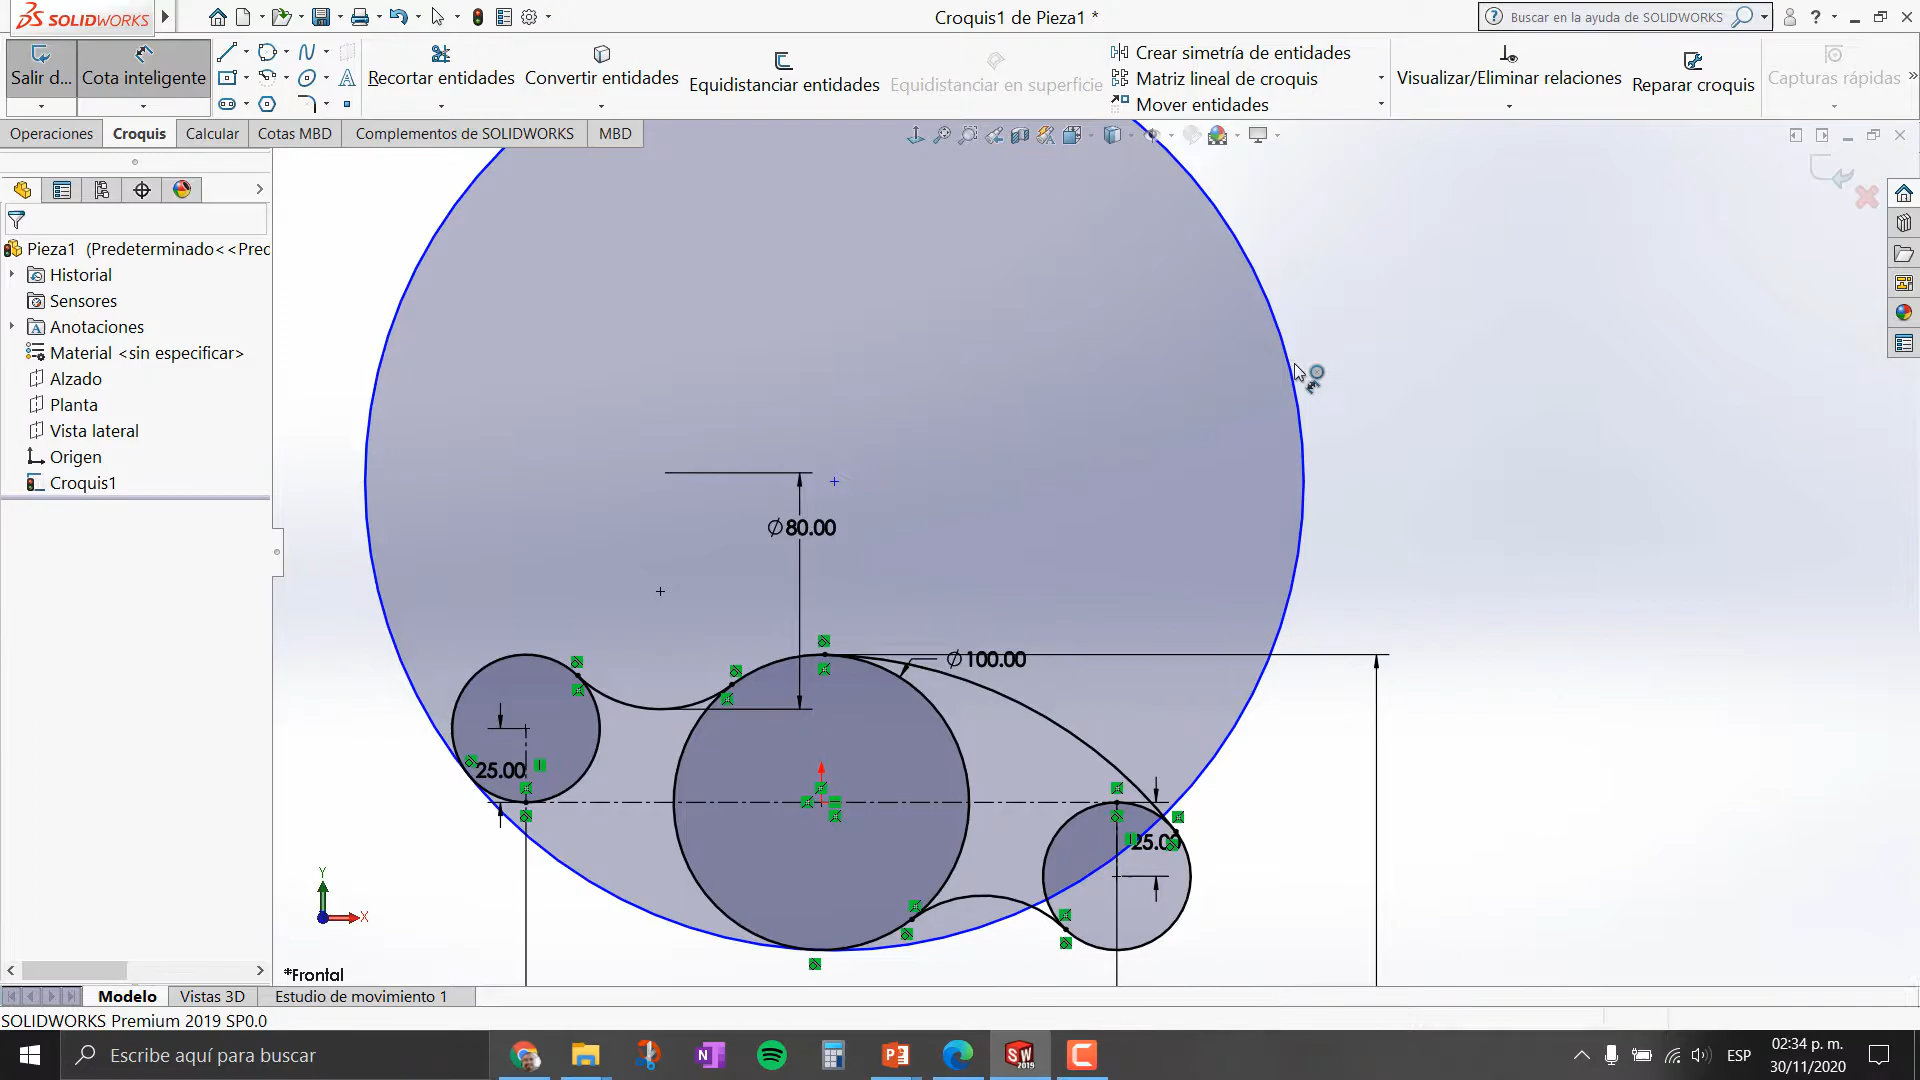 SOLIDWORKS
Croquis1 de Pieza1 *
Buscar en la ayuda de SOLIDWORKS
Salir d...
Cota inteligente
Recortar entidades
Convertir entidades
Equidistanciar entidades
Equidistanciar en superficie
Crear simetría de entidades
Matriz lineal de croquis
Mover entidades
Visualizar/Eliminar relaciones
Reparar croquis
Capturas rápidas
Operaciones
Croquis
Calcular
Cotas MBD
Complementos de SOLIDWORKS
MBD
Pieza1 (Predeterminado<<Prec
Historial
Sensores
Anotaciones
Material <sin especificar>
Alzado
Planta
Vista lateral
Origen
Croquis1
∅80.00
∅100.00
25.00
25.00
Y
X
*Frontal
Modelo
Vistas 3D
Estudio de movimiento 1
SOLIDWORKS Premium 2019 SP0.0
Escribe aquí para buscar
ESP
02:34 p. m.
30/11/2020